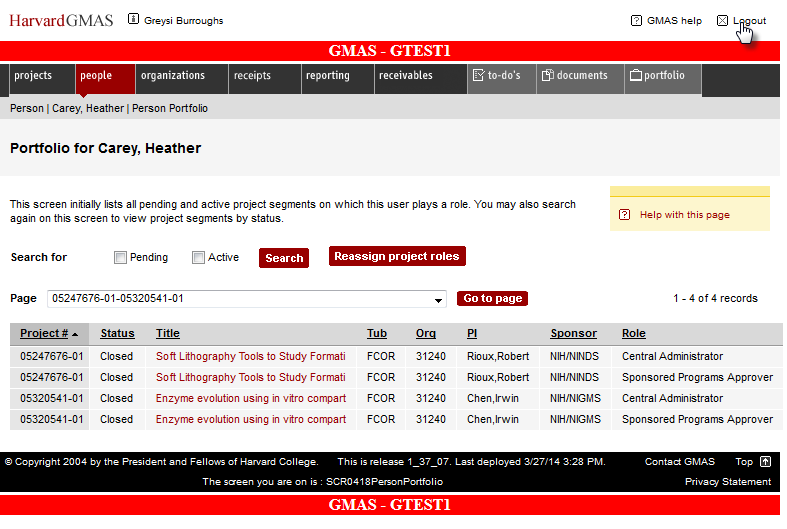 HarvardGMAS Greysi Burroughs GMAS help Logout
GMAS - GTEST1
projects people organizations receipts reporting receivables to-do's documents portfolio
Person | Carey, Heather | Person Portfolio
Portfolio for Carey, Heather
This screen initially lists all pending and active project segments on which this user plays a role. You may also search
again on this screen to view project segments by status.
Help with this page
Search for Pending Active Search Reassign project roles
Page 05247676-01-05320541-01 Go to page 1 - 4 of 4 records
Project # Status Title Tub Org PI Sponsor Role
05247676-01 Closed Soft Lithography Tools to Study Formati FCOR 31240 Rioux,Robert NIH/NINDS Central Administrator
05247676-01 Closed Soft Lithography Tools to Study Formati FCOR 31240 Rioux,Robert NIH/NINDS Sponsored Programs Approver
05320541-01 Closed Enzyme evolution using in vitro compart FCOR 31240 Chen,Irwin NIH/NIGMS Central Administrator
05320541-01 Closed Enzyme evolution using in vitro compart FCOR 31240 Chen,Irwin NIH/NIGMS Sponsored Programs Approver
© Copyright 2004 by the President and Fellows of Harvard College. This is release 1_37_07. Last deployed 3/27/14 3:28 PM. Contact GMAS Top
The screen you are on is : SCR0418PersonPortfolio Privacy Statement
GMAS - GTEST1